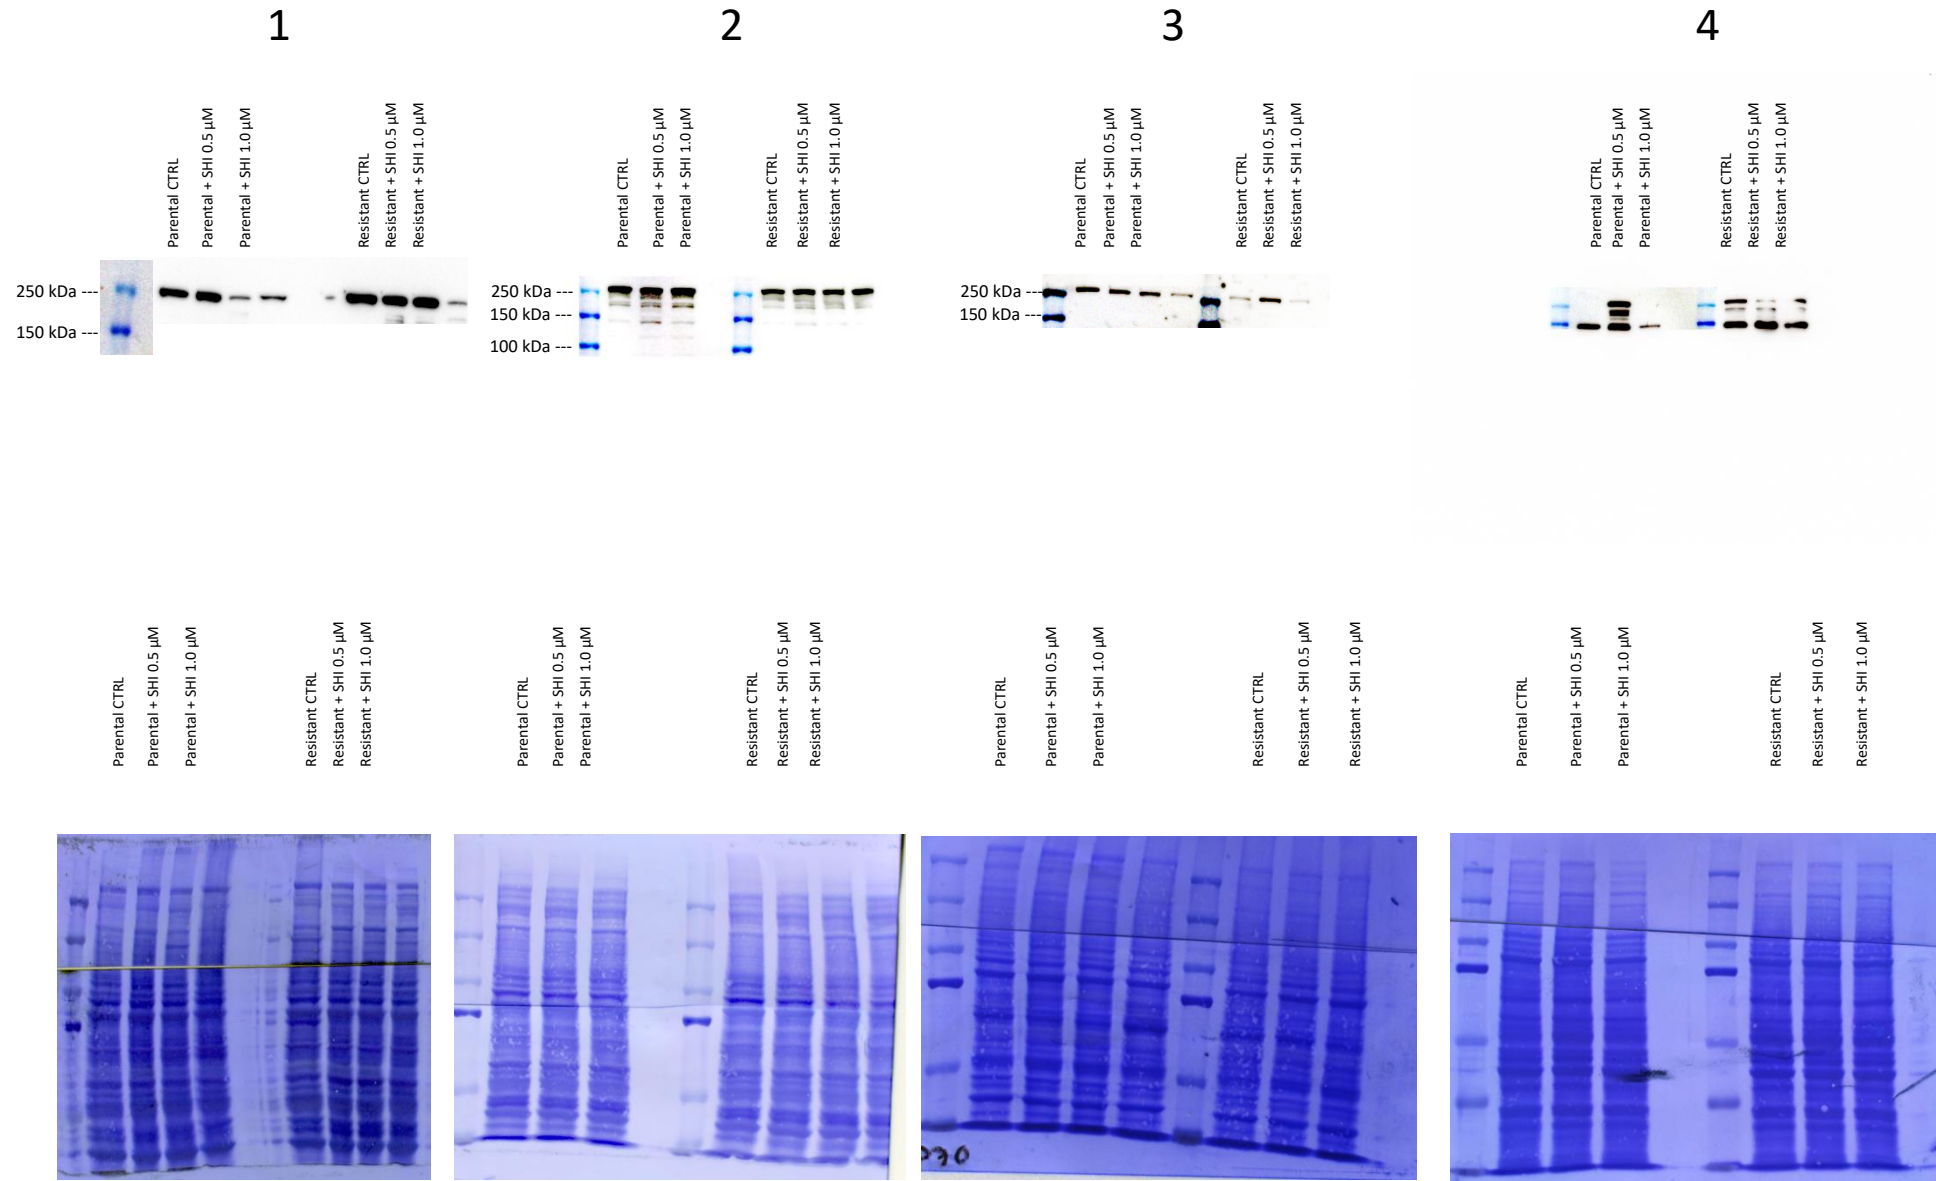 1
2
3
4
Parental CTRL
Parental + SHI 0.5 µM
Parental + SHI 1.0 µM
Resistant CTRL
Resistant + SHI 0.5 µM
Resistant + SHI 1.0 µM
Parental CTRL
Parental + SHI 0.5 µM
Parental + SHI 1.0 µM
Resistant CTRL
Resistant + SHI 0.5 µM
Resistant + SHI 1.0 µM
Parental CTRL
Parental + SHI 0.5 µM
Parental + SHI 1.0 µM
Resistant CTRL
Resistant + SHI 0.5 µM
Resistant + SHI 1.0 µM
Parental CTRL
Parental + SHI 0.5 µM
Parental + SHI 1.0 µM
Resistant CTRL
Resistant + SHI 0.5 µM
Resistant + SHI 1.0 µM
250 kDa ---
150 kDa ---
250 kDa ---
150 kDa ---
100 kDa ---
250 kDa ---
150 kDa ---
Parental CTRL
Parental + SHI 0.5 µM
Parental + SHI 1.0 µM
Resistant CTRL
Resistant + SHI 0.5 µM
Resistant + SHI 1.0 µM
Parental CTRL
Parental + SHI 0.5 µM
Parental + SHI 1.0 µM
Resistant CTRL
Resistant + SHI 0.5 µM
Resistant + SHI 1.0 µM
Parental CTRL
Parental + SHI 0.5 µM
Parental + SHI 1.0 µM
Resistant CTRL
Resistant + SHI 0.5 µM
Resistant + SHI 1.0 µM
Parental CTRL
Parental + SHI 0.5 µM
Parental + SHI 1.0 µM
Resistant CTRL
Resistant + SHI 0.5 µM
Resistant + SHI 1.0 µM